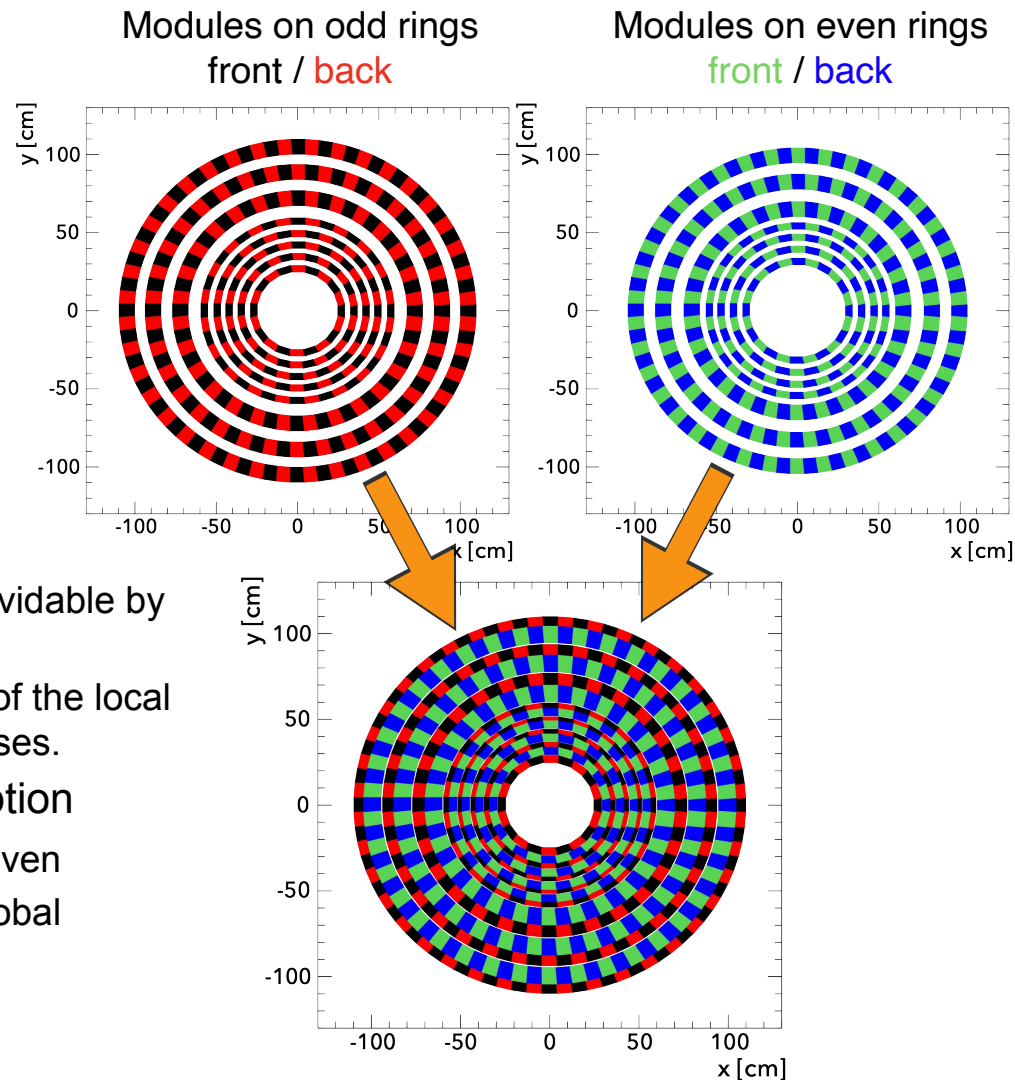 Modules on odd rings
front / back
Modules on even rings
front / back
y [cm]
100
50
0
-50
-100
-100 -50 0 50 100
x [cm]
y [cm]
100
50
0
-50
-100
-100 -50 0 50 100
x [cm]
vidable by
of the local
ses.
otion
ven
obal
y [cm]
100
50
0
-50
-100
-100 -50 0 50 100
x [cm]